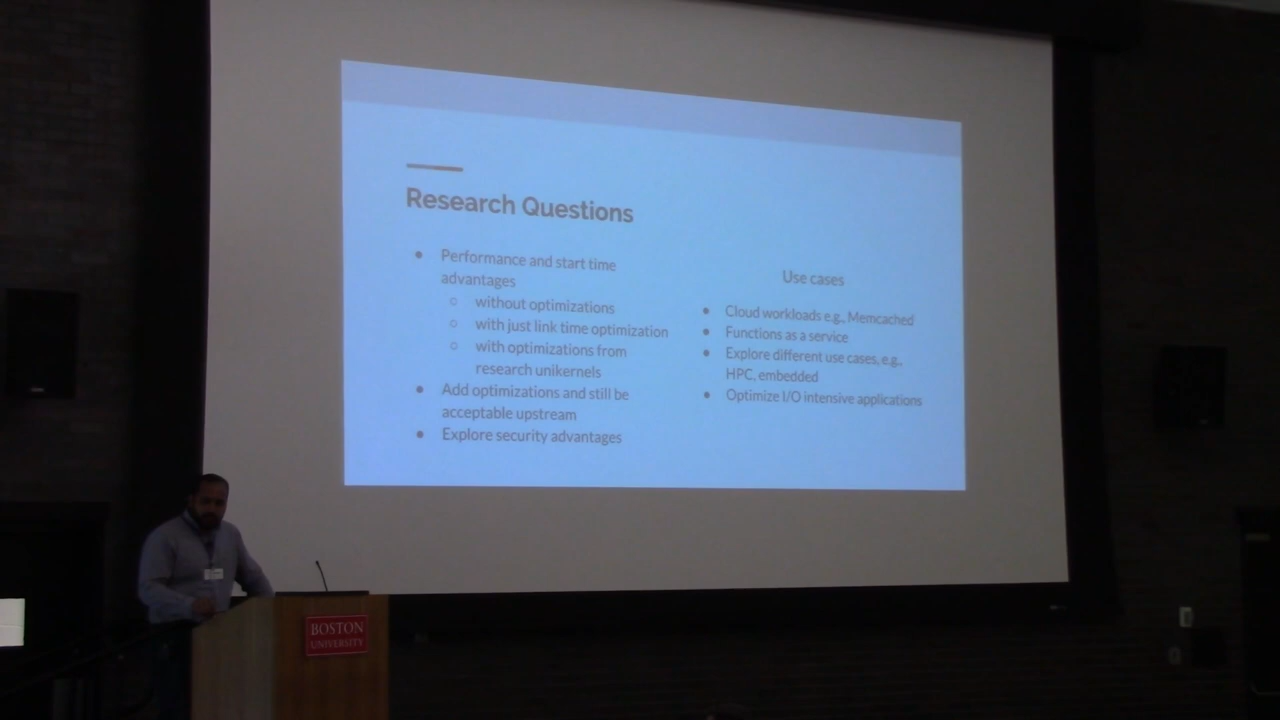 Research Questions
● Performance and start time
advantages
○ without optimizations
○ with just link time optimization
○ with optimizations from
research unikernels
● Add optimizations and still be
acceptable upstream
● Explore security advantages
Use cases
● Cloud workloads e.g., Memcached
● Functions as a service
● Explore different use cases, e.g.,
HPC, embedded
● Optimize I/O intensive applications
BOSTON
UNIVERSITY